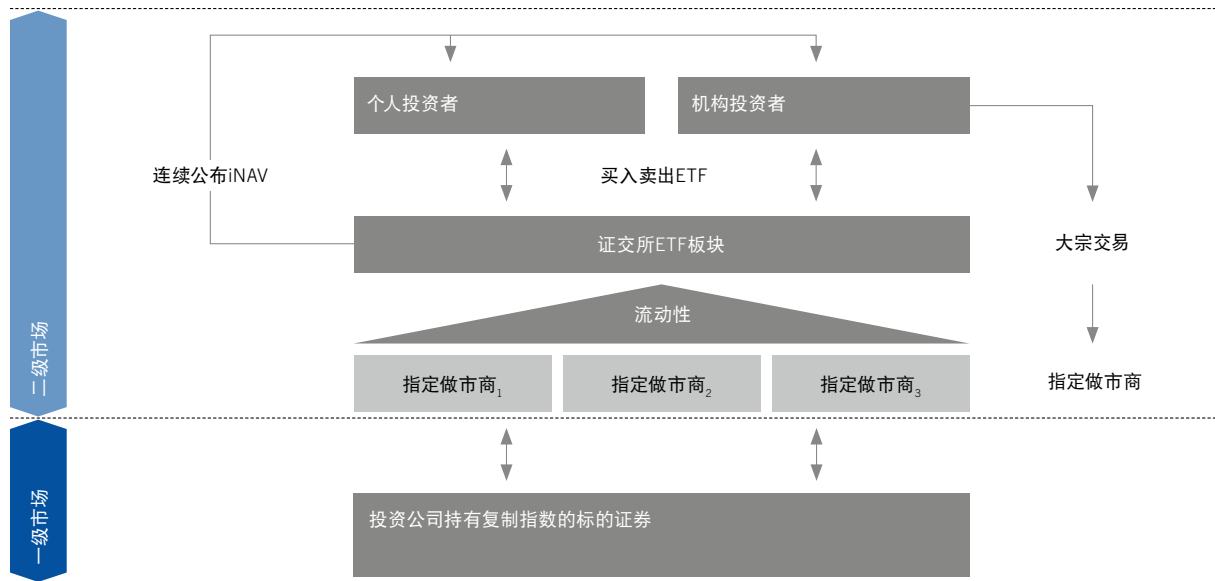 个人投资者
机构投资者
连续公布iNAV
买入卖出ETF
证交所ETF板块
大宗交易
流动性
指定做市商1
指定做市商2
指定做市商3
指定做市商
二级市场
投资公司持有复制指数的标的证券
一级市场